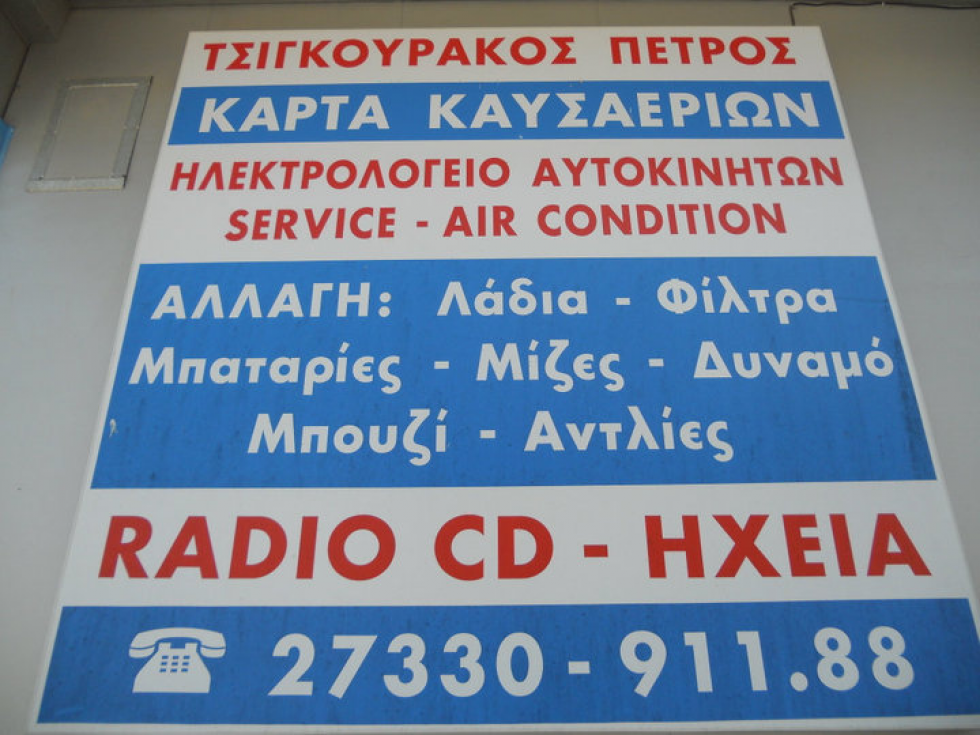 ΤΣΙΓΚΟΥΡΑΚΟΣ ΠΕΤΡΟΣ
ΚΑΡΤΑ ΚΑΥΣΑΕΡΙΩΝ
ΗΛΕΚΤΡΟΛΟΓΕΙΟ ΑΥΤΟΚΙΝΗΤΩΝ
SERVICE - AIR CONDITION
ΑΛΛΑΓΗ: Λάδια - Φίλτρα
Μπαταρίες - Μίζες - Δυναμό
Μπουζί - Αντλίες
RADIO CD - ΗΧΕΙΑ
27330 - 911.88